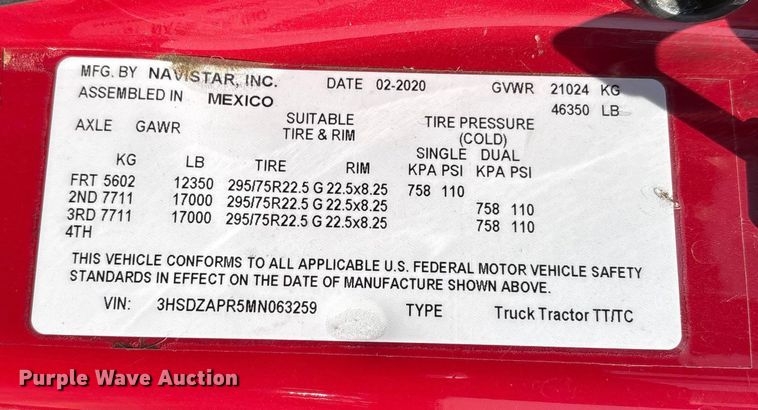 MFG. BY NAVISTAR, INC. DATE 02-2020 GVWR 21024 KG
ASSEMBLED IN MEXICO 46350 LB
AXLE GAWR SUITABLE TIRE & RIM TIRE PRESSURE (COLD)
SINGLE DUAL
KG LB TIRE RIM KPA PSI KPA PSI
FRT 5602 12350 295/75R22.5 G 22.5x8.25 758 110
2ND 7711 17000 295/75R22.5 G 22.5x8.25 758 110
3RD 7711 17000 295/75R22.5 G 22.5x8.25 758 110
4TH
THIS VEHICLE CONFORMS TO ALL APPLICABLE U.S. FEDERAL MOTOR VEHICLE SAFETY
STANDARDS IN EFFECT ON THE DATE OF MANUFACTURE SHOWN ABOVE.
VIN: 3HSDZAPR5MN063259 TYPE Truck Tractor TT/TC
Purple Wave Auction